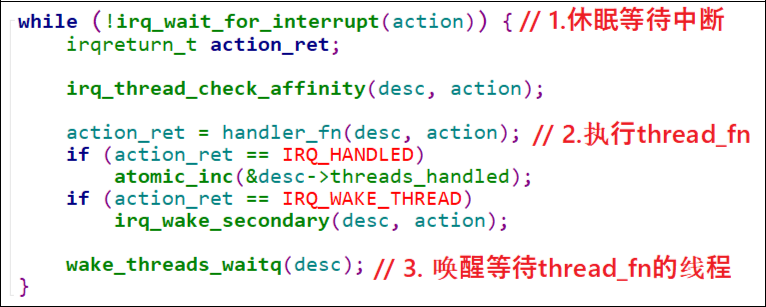 while (!irq_wait_for_interrupt(action)) { // 1.休眠等待中断
irqreturn_t action_ret;
irq_thread_check_affinity(desc, action);
action_ret = handler_fn(desc, action); // 2.执行thread_fn
if (action_ret == IRQ_HANDLED)
atomic_inc(&desc->threads_handled);
if (action_ret == IRQ_WAKE_THREAD)
irq_wake_secondary(desc, action);
wake_threads_waitq(desc); // 3. 唤醒等待thread_fn的线程
}